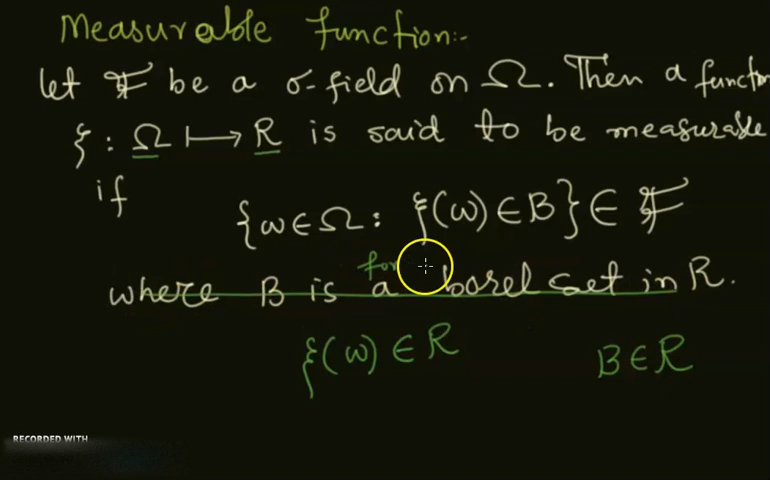 Measurable function:-
Let ℱ be a σ-field on Ω. Then a function
ξ : Ω ⟼ R is said to be measurable
if
{ω∈Ω: ξ(ω)∈B}∈ℱ
for
where B is a borel set in R.
ξ(ω) ∈ R B∈R
RECORDED WITH